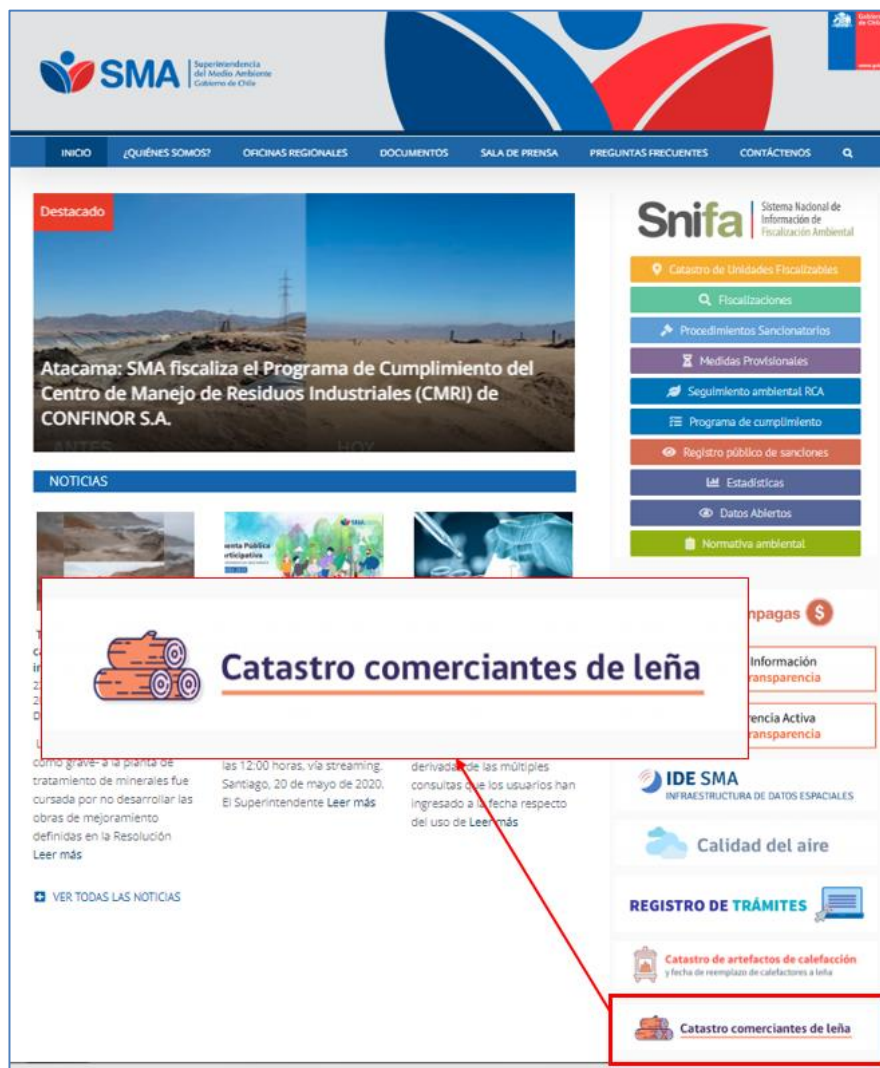 SMA
Superintendencia
del Medio Ambiente
Gobierno de Chile
INICIO ¿QUIÉNES SOMOS? OFICINAS REGIONALES DOCUMENTOS SALA DE PRENSA PREGUNTAS FRECUENTES CONTÁCTENOS
Destacado
Atacama: SMA fiscaliza el Programa de Cumplimiento del
Centro de Manejo de Residuos Industriales (CMRI) de
CONFINOR S.A.
ANTES HOY
NOTICIAS
SMA
Catastro comerciantes de leña
como grave- a la planta de
tratamiento de minerales fue
cursada por no desarrollar las
obras de mejoramiento
definidas en la Resolución
Leer más
las 12:00 horas, vía streaming.
Santiago, 20 de mayo de 2020.
El Superintendente Leer más
derivadas de las múltiples
consultas que los usuarios han
ingresado a la fecha respecto
del uso de Leer más
VER TODAS LAS NOTICIAS
Snifa
Sistema Nacional de
Información de
Fiscalización Ambiental
Catastro de Unidades Fiscalizables
Fiscalizaciones
Procedimientos Sancionatorios
Medidas Provisionales
Seguimiento ambiental RCA
Programa de cumplimiento
Registro público de sanciones
Estadísticas
Datos Abiertos
Normativa ambiental
Información
IDE SMA
INFRAESTRUCTURA DE DATOS ESPACIALES
Calidad del aire
REGISTRO DE TRÁMITES
Catastro de artefactos de calefacción
y fecha de reemplazo de calefactores a leña
Catastro comerciantes de leña